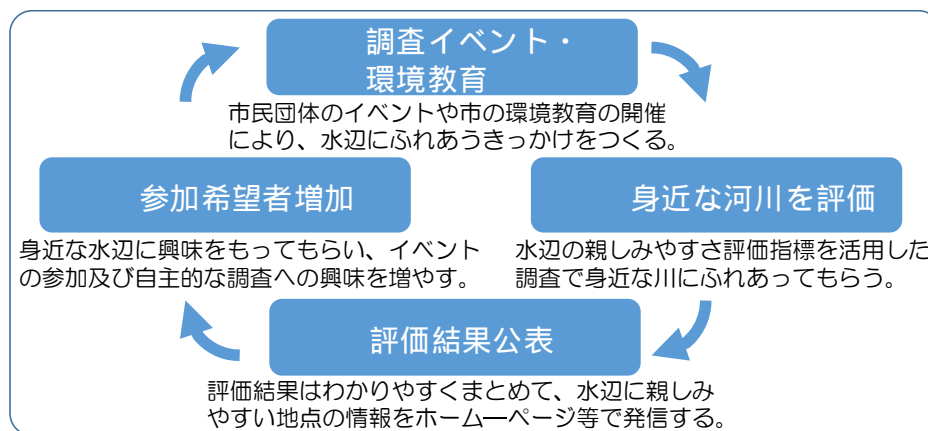 調査イベント・
環境教育
市民団体のイベントや市の環境教育の開催
により、水辺にふれあうきっかけをつくる。
参加希望者増加
身近な水辺に興味をもってもらい、イベント
の参加及び自主的な調査への興味を増やす。
身近な河川を評価
水辺の親しみやすさ評価指標を活用した
調査で身近な川にふれあってもらう。
評価結果公表
評価結果はわかりやすくまとめて、水辺に親しみ
やすい地点の情報をホーム―ページ等で発信する。